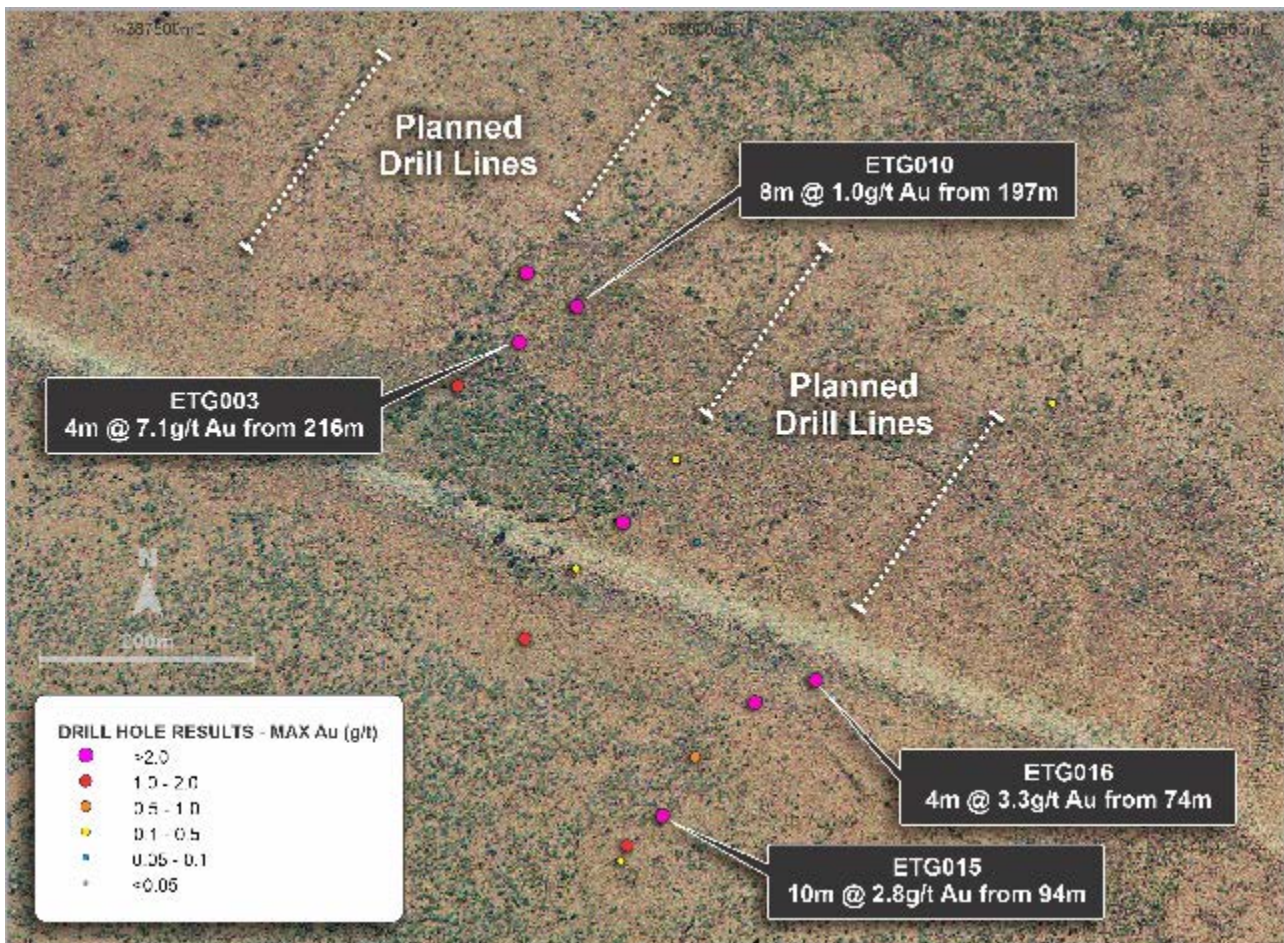 Planned
Drill Lines
ETG010
8m @ 1.0g/t Au from 197m
ETG003
4m @ 7.1g/t Au from 216m
Planned
Drill Lines
N
DRILL HOLE RESULTS - MAX Au (g/t)
>2.0
1.0 - 2.0
0.5 - 1.0
0.1 - 0.5
0.05 - 0.1
<0.05
ETG016
4m @ 3.3g/t Au from 74m
ETG015
10m @ 2.8g/t Au from 94m